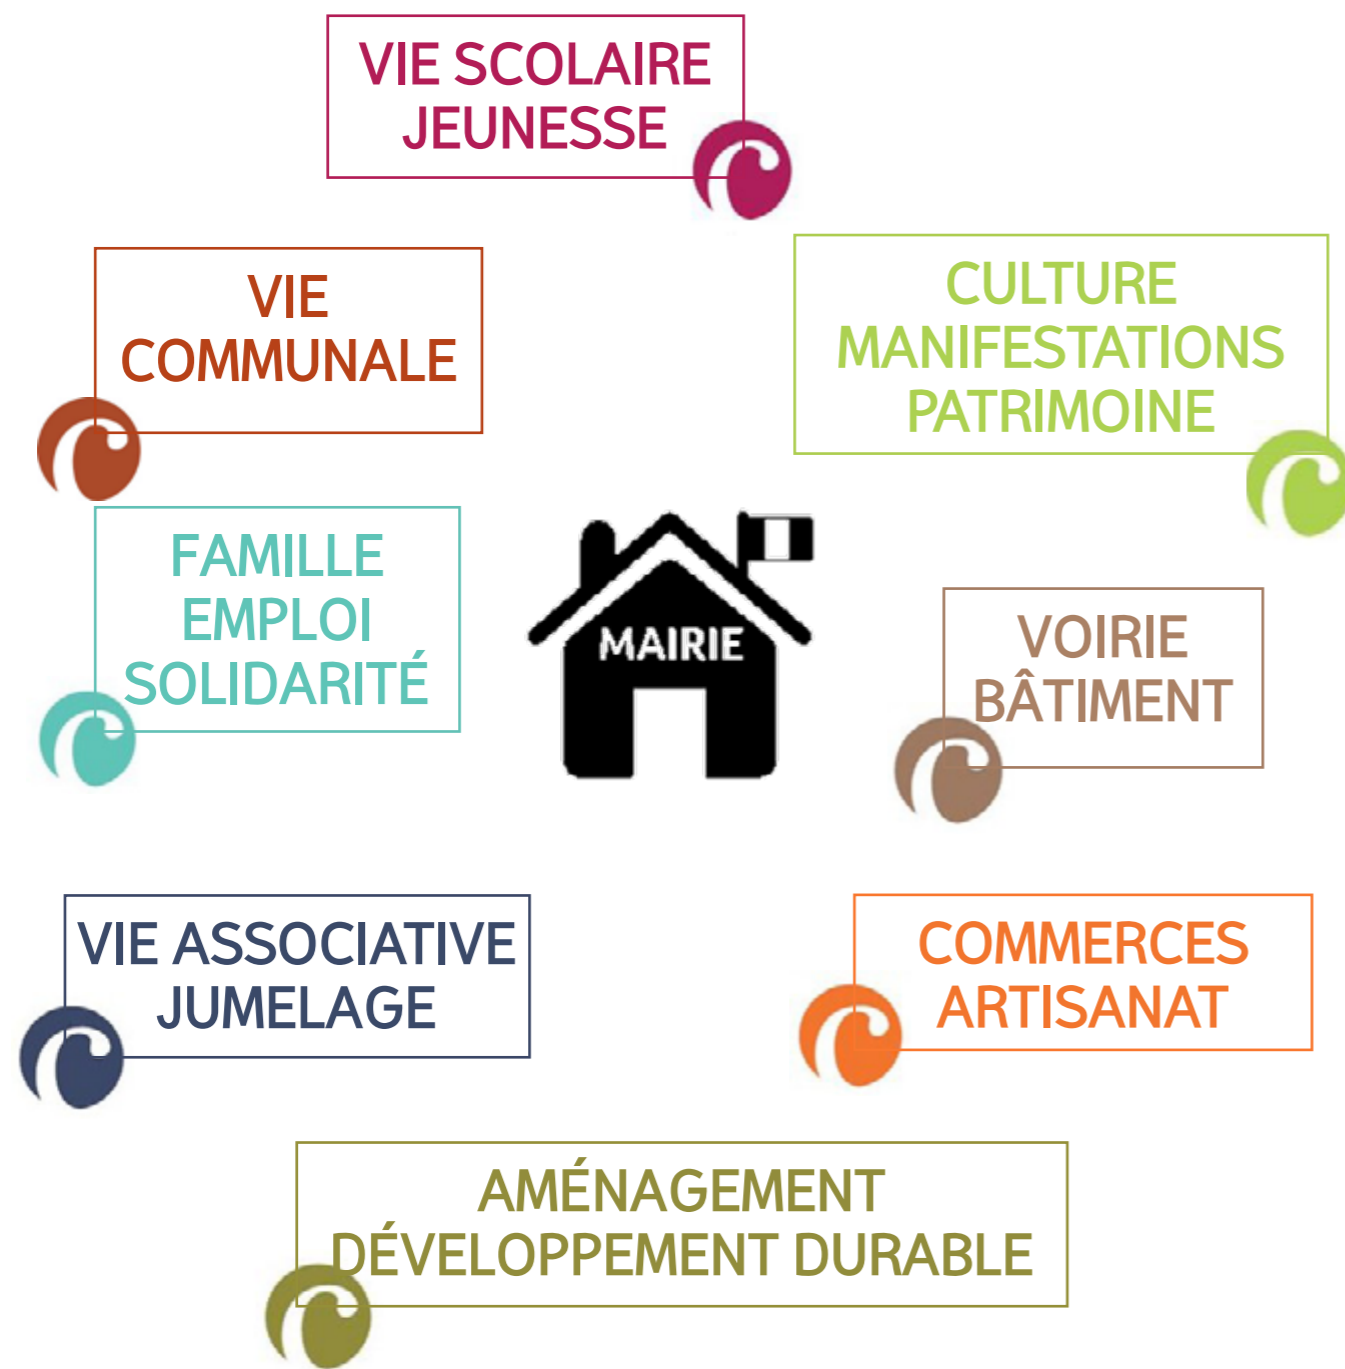 VIE SCOLAIRE
JEUNESSE
VIE
COMMUNALE
CULTURE
MANIFESTATIONS
PATRIMOINE
FAMILLE
EMPLOI
SOLIDARITÉ
MAIRIE
VOIRIE
BÂTIMENT
VIE ASSOCIATIVE
JUMELAGE
COMMERCES
ARTISANAT
AMÉNAGEMENT
DÉVELOPPEMENT DURABLE